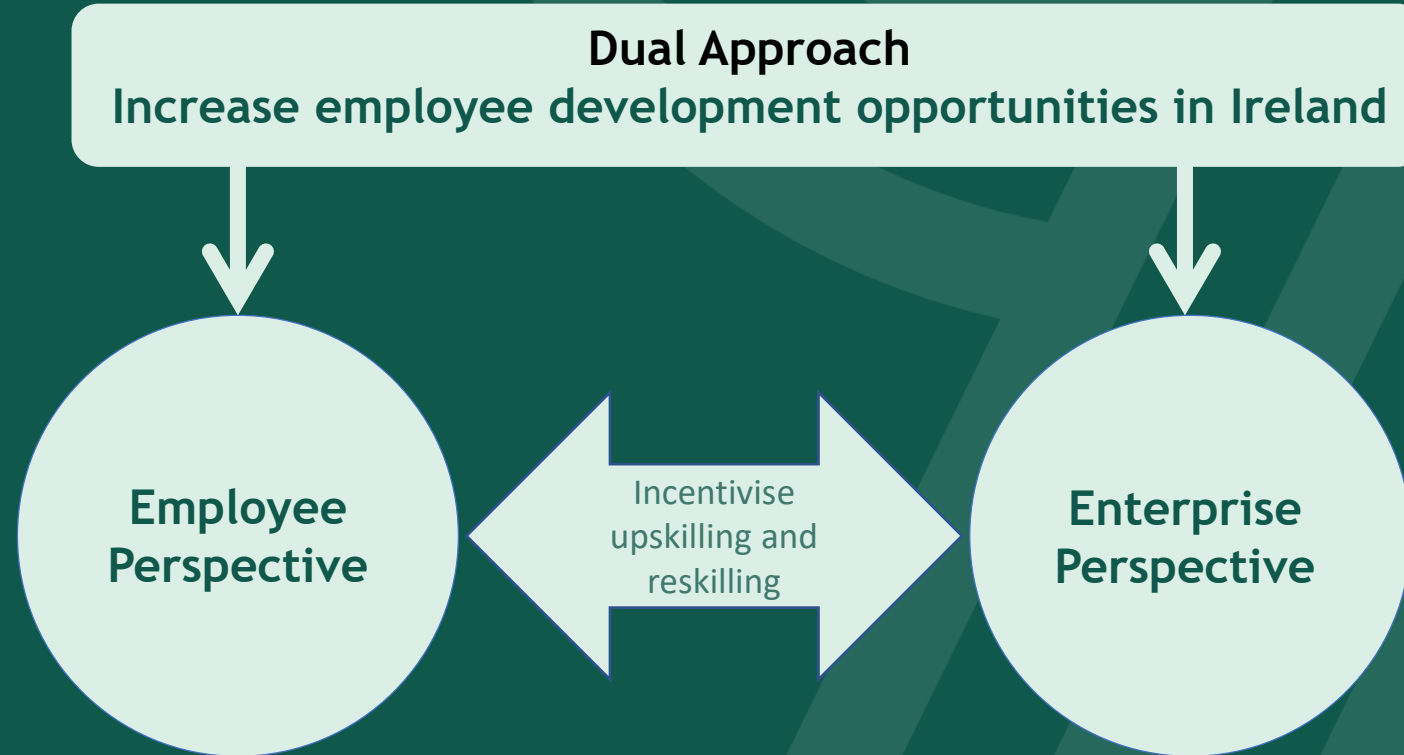 Dual Approach
Increase employee development opportunities in Ireland
Employee
Perspective
Incentivise
upskilling and
reskilling
Enterprise
Perspective